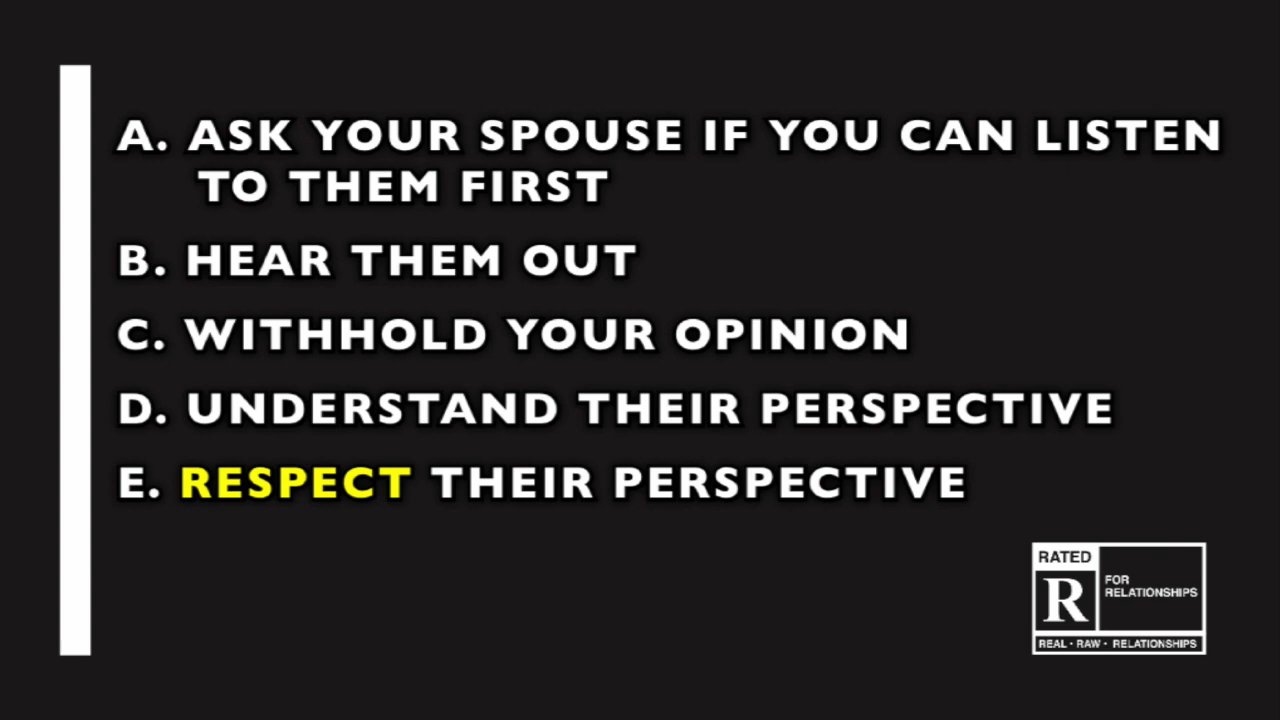 A. ASK YOUR SPOUSE IF YOU CAN LISTEN
TO THEM FIRST
B. HEAR THEM OUT
C. WITHHOLD YOUR OPINION
D. UNDERSTAND THEIR PERSPECTIVE
E. RESPECT THEIR PERSPECTIVE
RATED
R
FOR
RELATIONSHIPS
REAL • RAW • RELATIONSHIPS